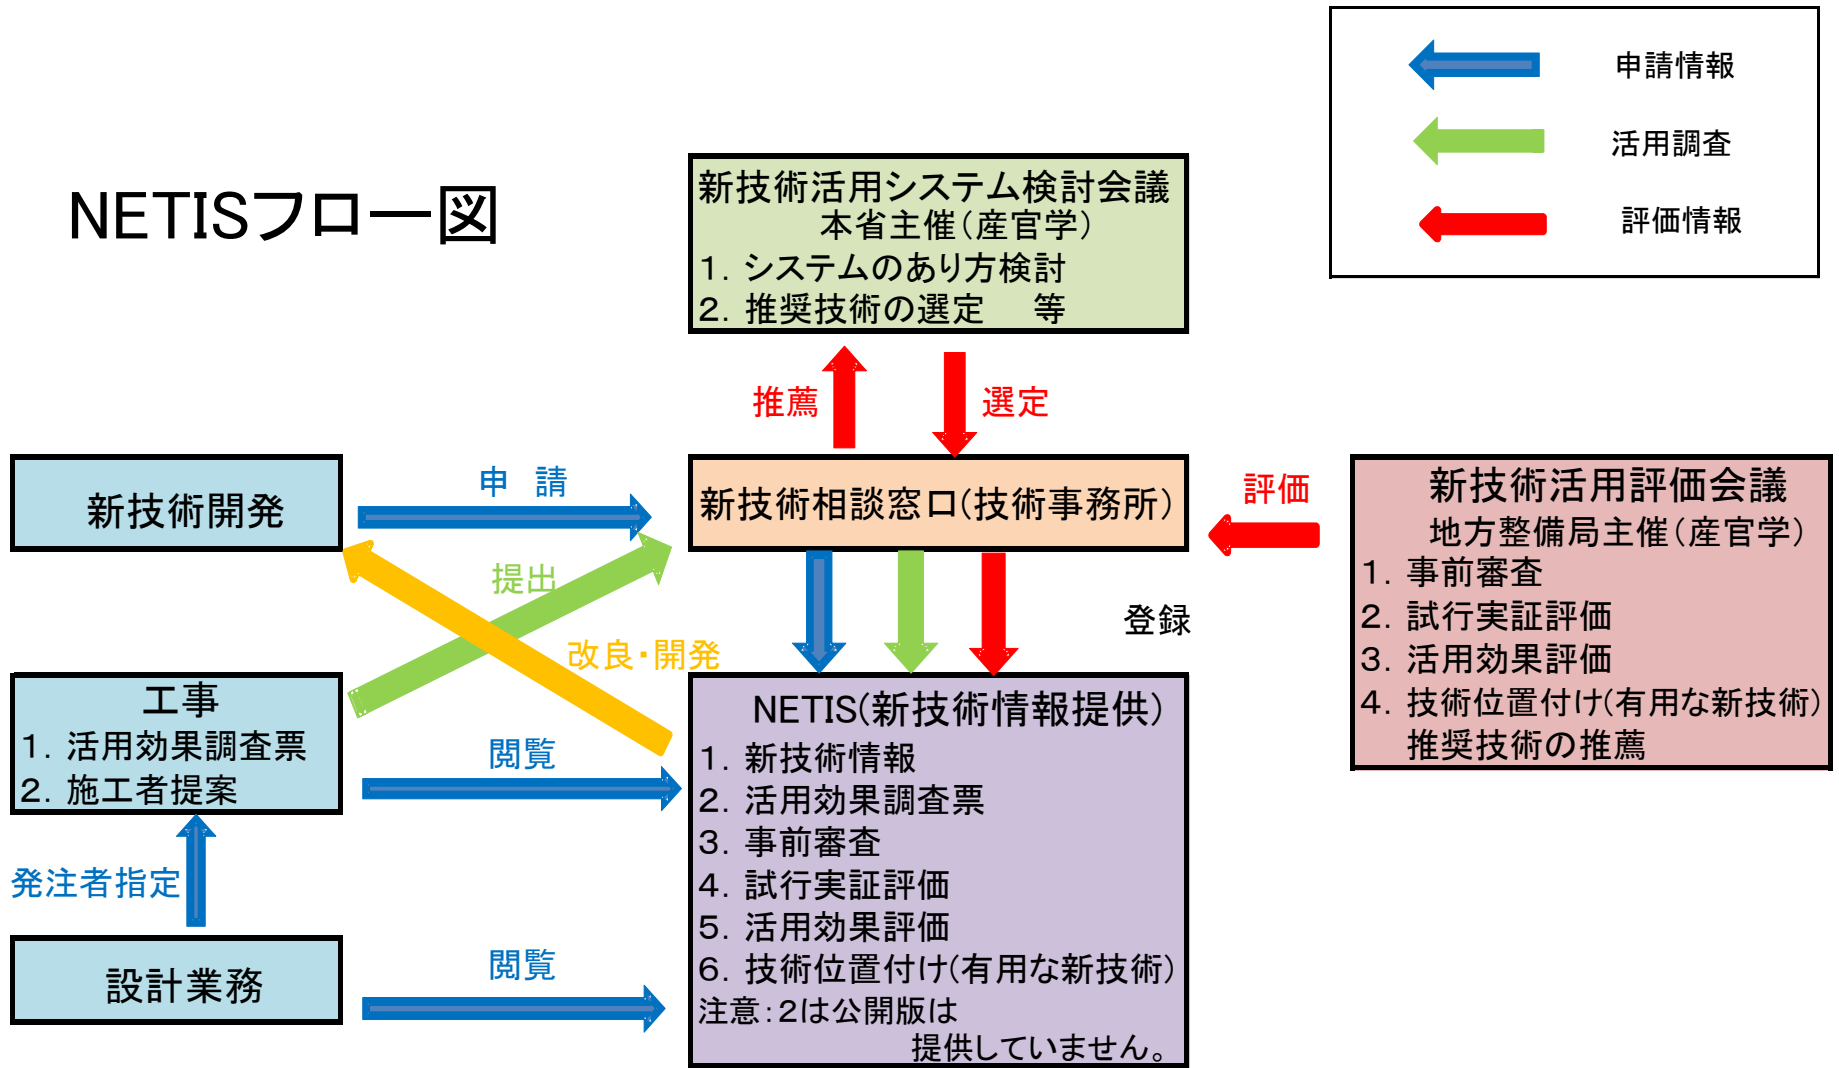 申請情報
活用調査
評価情報
NETISフロー図
新技術活用システム検討会議
本省主催(産官学)
1. システムのあり方検討
2. 推奨技術の選定　等
推薦
選定
新技術開発
申　請
新技術相談窓口(技術事務所)
評価
新技術活用評価会議
地方整備局主催(産官学)
1. 事前審査
2. 試行実証評価
3. 活用効果評価
4. 技術位置付け(有用な新技術)
推奨技術の推薦
提出
改良・開発
登録
工事
1. 活用効果調査票
2. 施工者提案
閲覧
発注者指定
設計業務
閲覧
NETIS(新技術情報提供)
1. 新技術情報
2. 活用効果調査票
3. 事前審査
4. 試行実証評価
5. 活用効果評価
6. 技術位置付け(有用な新技術)
注意:2は公開版は
提供していません。